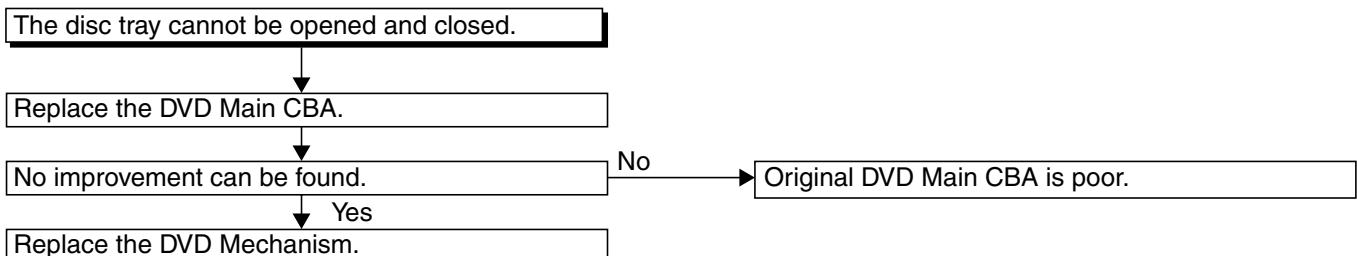 The disc tray cannot be opened and closed.
Replace the DVD Main CBA.
No improvement can be found.
No
Original DVD Main CBA is poor.
Yes
Replace the DVD Mechanism.